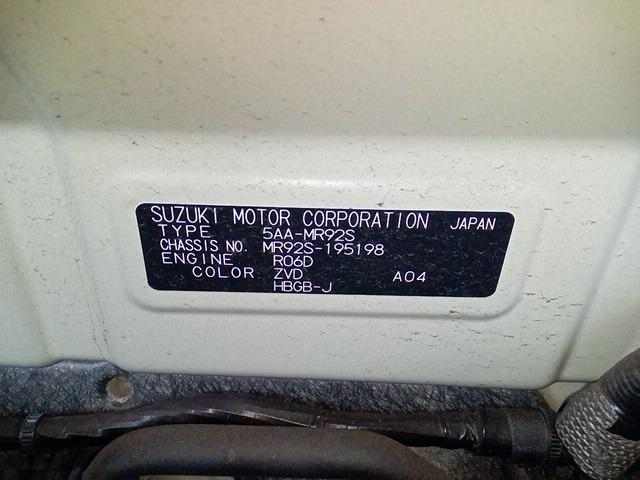 SUZUKI MOTOR CORPORATION JAPAN
TYPE 5AA-MR92S
CHASSIS NO. MR92S-195198
ENGINE R06D
COLOR ZVD A04
HBGB-J